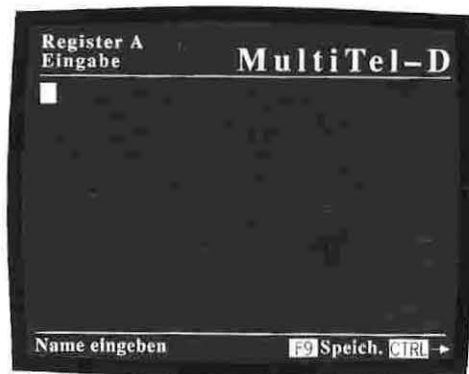 Register A
Eingabe
MultiTel-D
Name eingeben F9 Speich. CTRL →